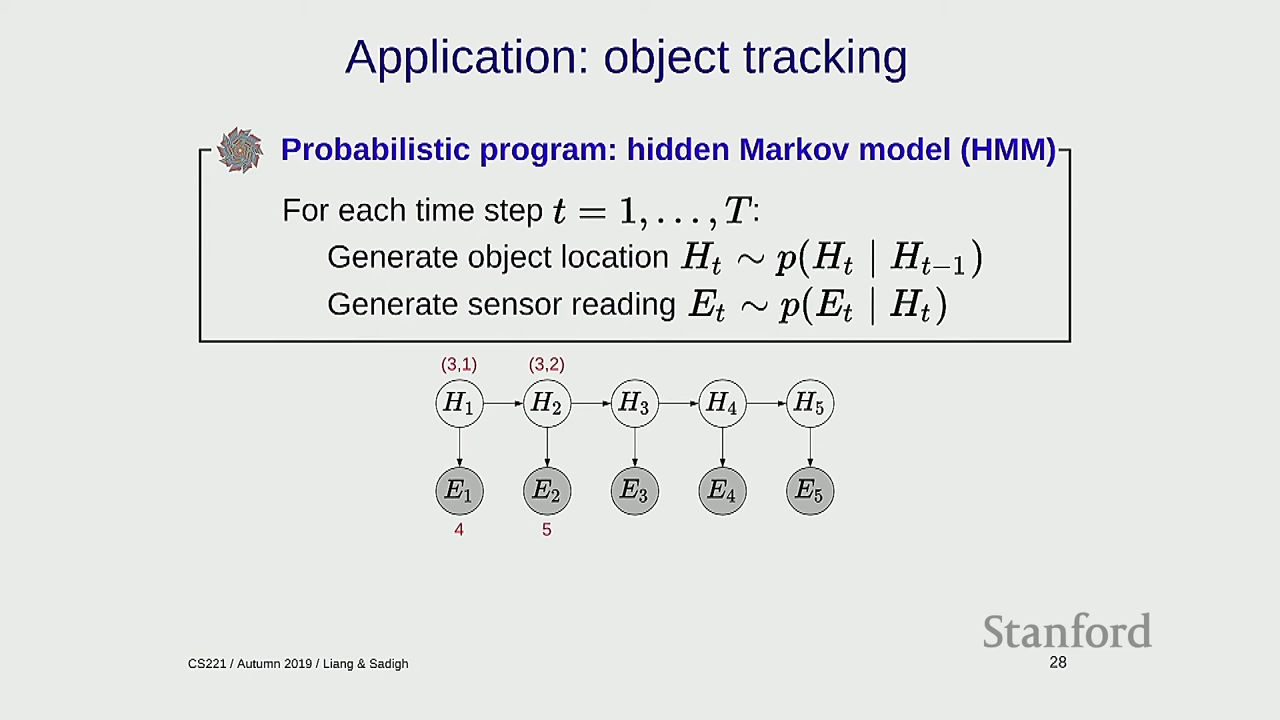 Application: object tracking
Probabilistic program: hidden Markov model (HMM)
For each time step t = 1, . . . , T:
Generate object location H_t ∼ p(H_t | H_{t−1})
Generate sensor reading E_t ∼ p(E_t | H_t)
(3,1) (3,2)
H_1 H_2 H_3 H_4 H_5
E_1 E_2 E_3 E_4 E_5
4 5
Stanford
CS221 / Autumn 2019 / Liang & Sadigh 28